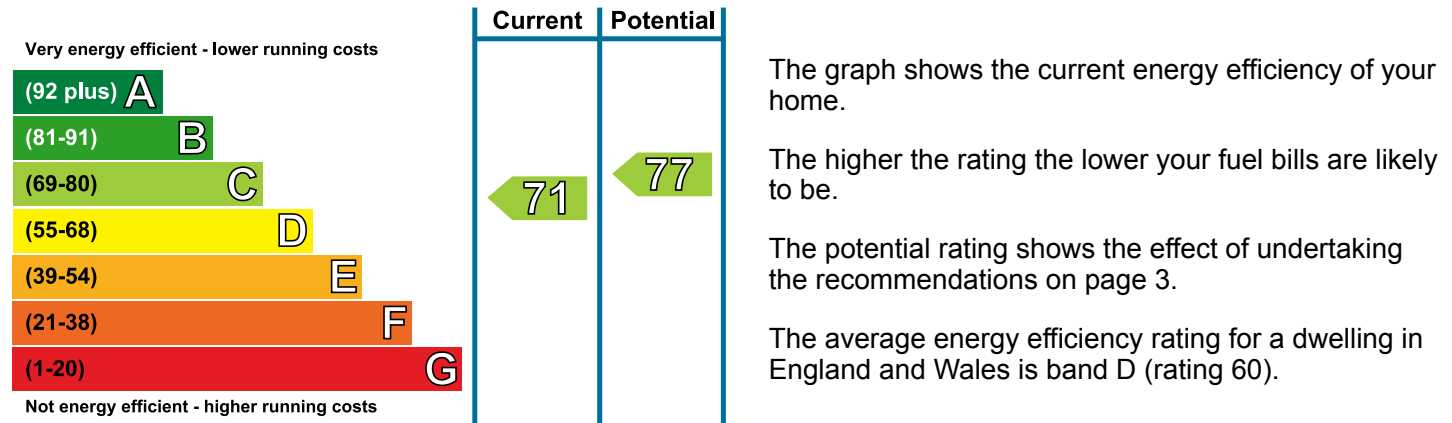 Current Potential
Very energy efficient - lower running costs
(92 plus) A
(81-91) B
(69-80) C
(55-68) D
(39-54) E
(21-38) F
(1-20) G
Not energy efficient - higher running costs
71
77
The graph shows the current energy efficiency of your
home.
The higher the rating the lower your fuel bills are likely
to be.
The potential rating shows the effect of undertaking
the recommendations on page 3.
The average energy efficiency rating for a dwelling in
England and Wales is band D (rating 60).